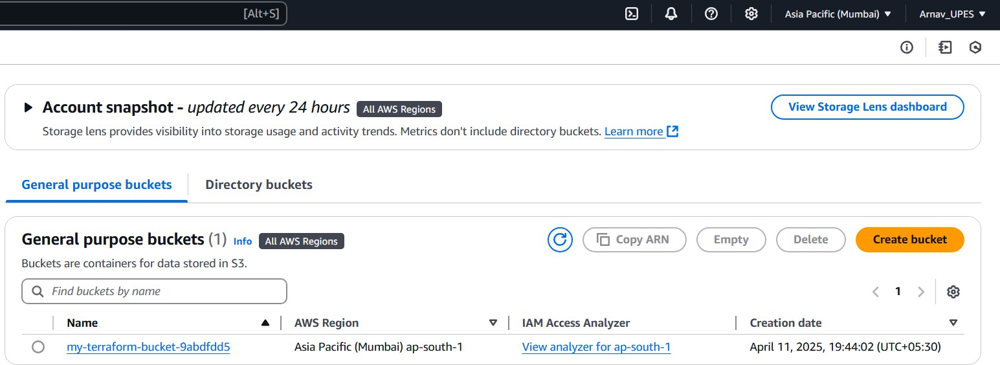 [Alt+S] Asia Pacific (Mumbai) Arnav_UPES
Account snapshot - updated every 24 hours All AWS Regions View Storage Lens dashboard
Storage lens provides visibility into storage usage and activity trends. Metrics don't include directory buckets. Learn more
General purpose buckets Directory buckets
General purpose buckets (1) Info All AWS Regions Copy ARN Empty Delete Create bucket
Buckets are containers for data stored in S3.
Find buckets by name 1
Name AWS Region IAM Access Analyzer Creation date
my-terraform-bucket-9abdfdd5 Asia Pacific (Mumbai) ap-south-1 View analyzer for ap-south-1 April 11, 2025, 19:44:02 (UTC+05:30)